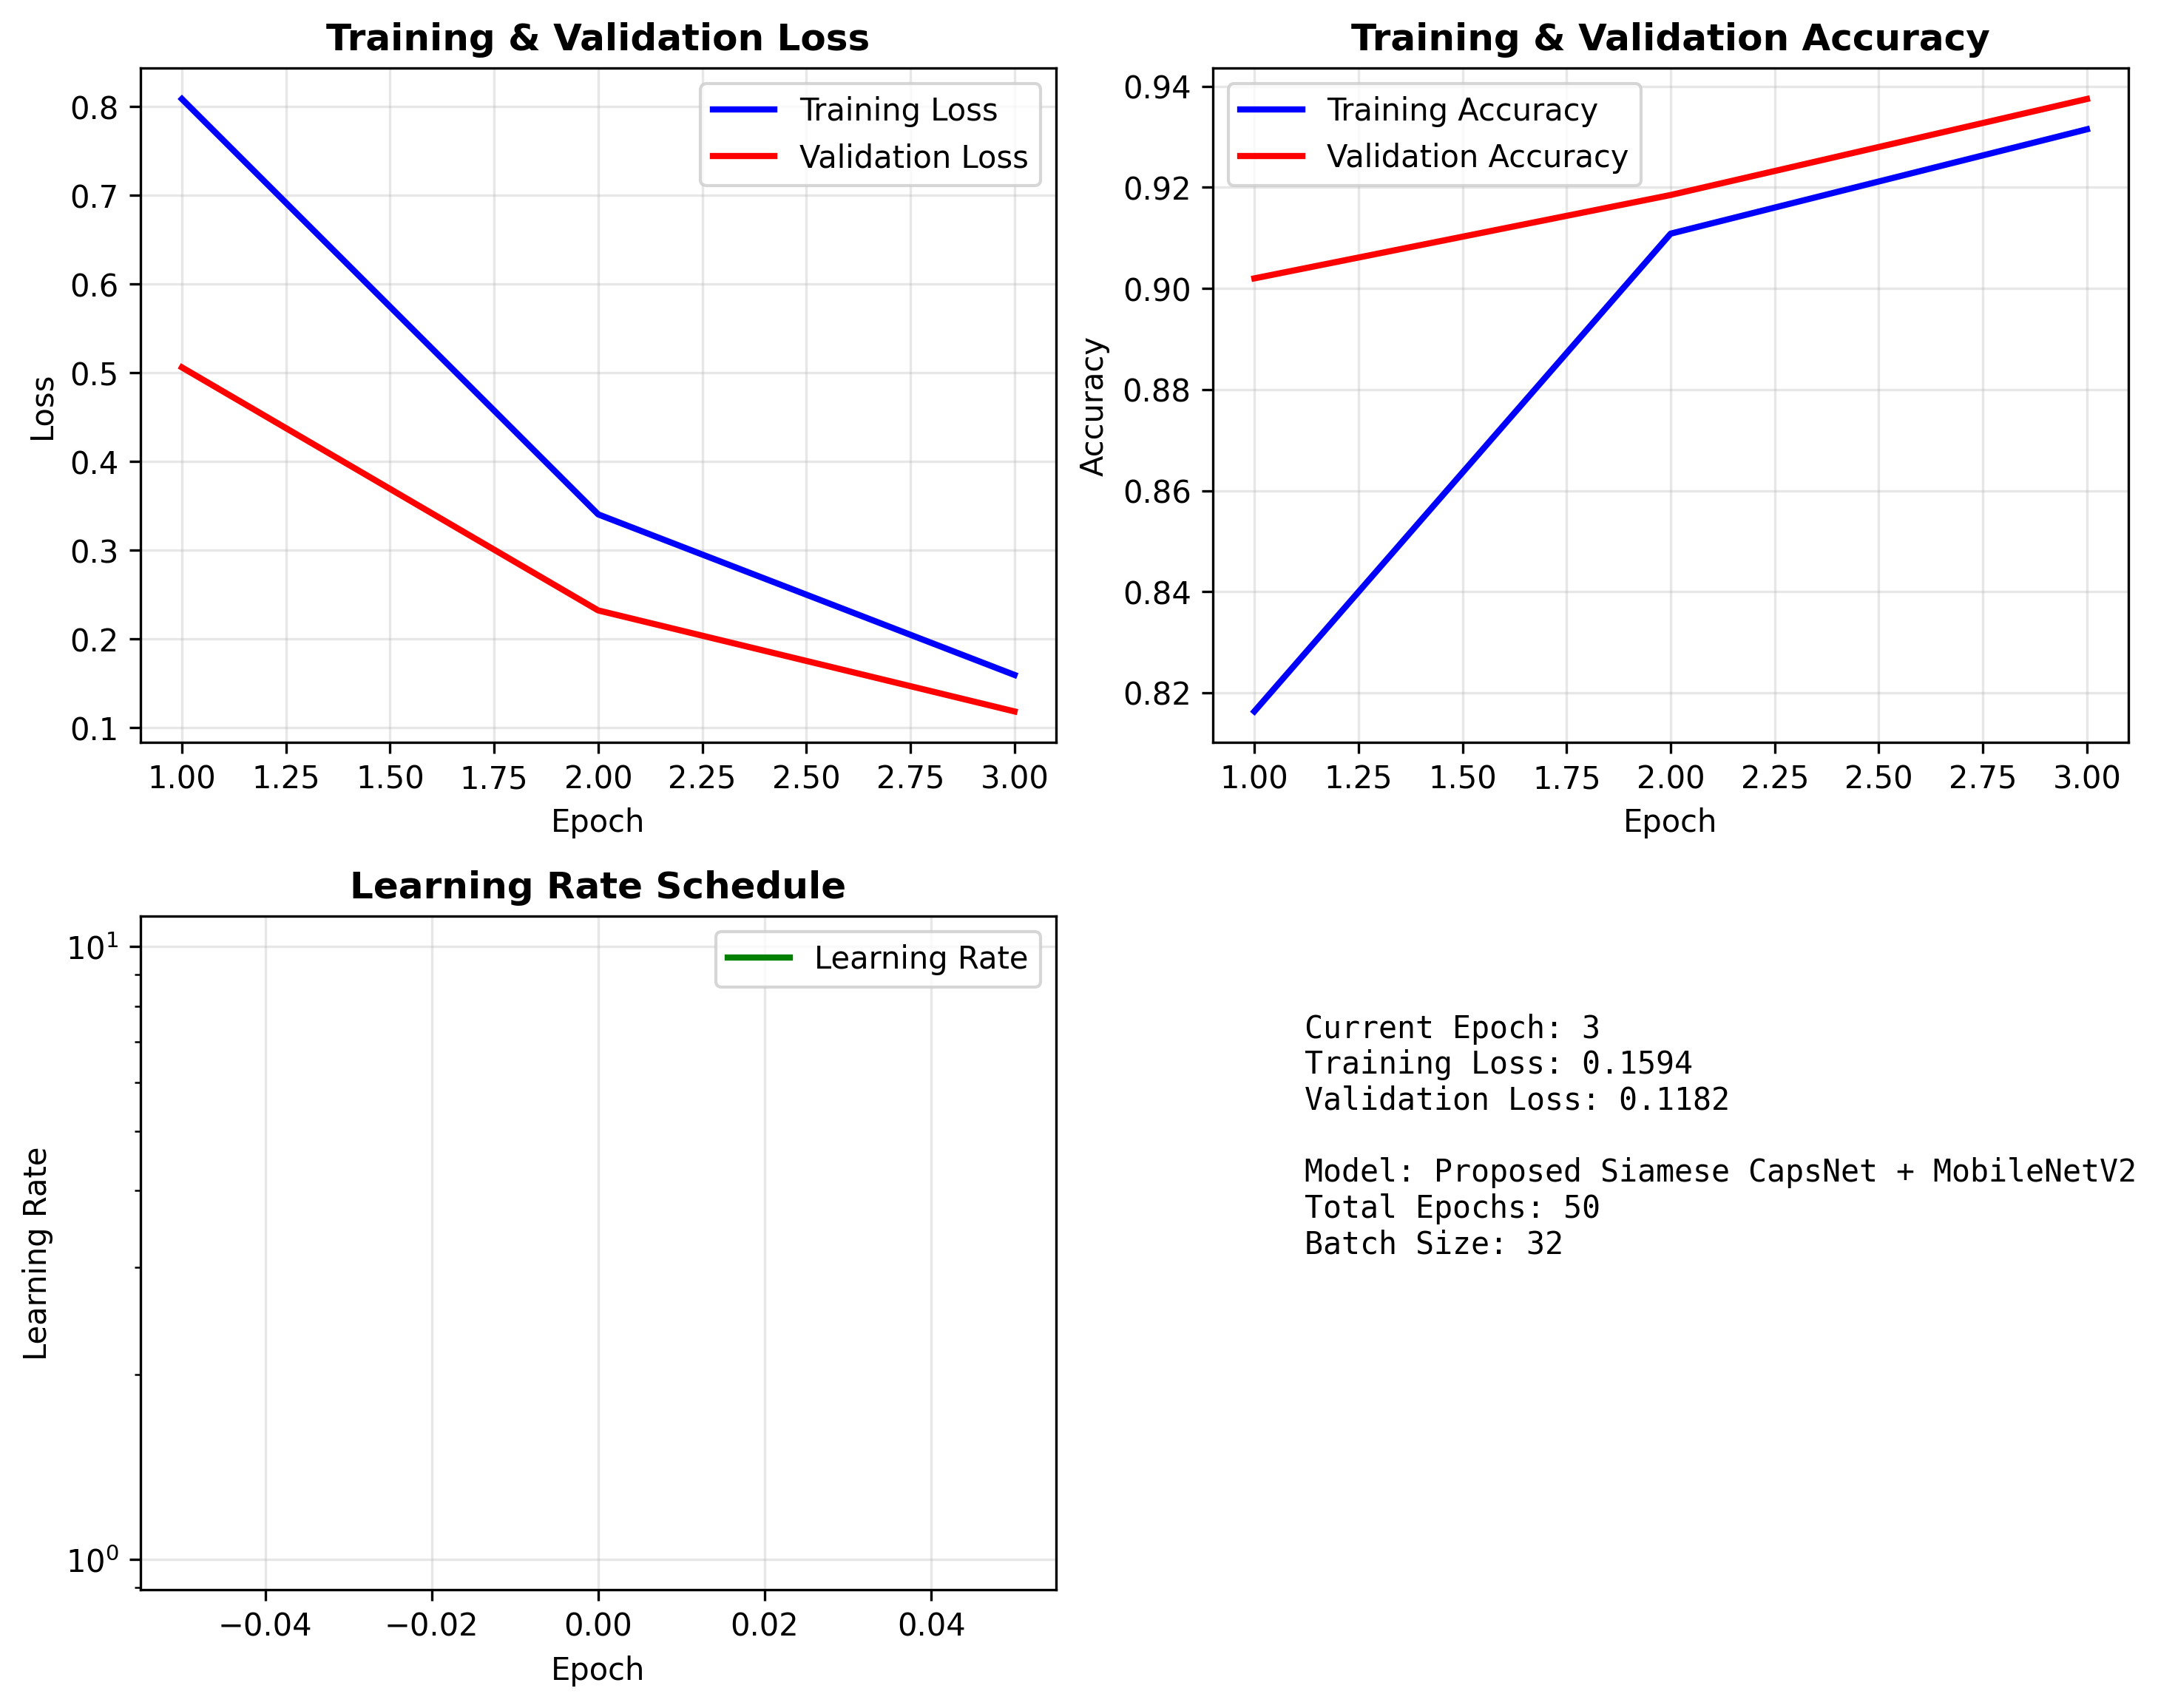 Training & Validation Loss
0.8
0.7
0.6
0.5
0.4
0.3
0.2
0.1
Loss
Training Loss
Validation Loss
1.00 1.25 1.50 1.75 2.00 2.25 2.50 2.75 3.00
Epoch
Training & Validation Accuracy
0.94
0.92
0.90
0.88
0.86
0.84
0.82
Accuracy
Training Accuracy
Validation Accuracy
1.00 1.25 1.50 1.75 2.00 2.25 2.50 2.75 3.00
Epoch
Learning Rate Schedule
10¹
10⁰
Learning Rate
Learning Rate
−0.04 −0.02 0.00 0.02 0.04
Epoch
Current Epoch: 3
Training Loss: 0.1594
Validation Loss: 0.1182
Model: Proposed Siamese CapsNet + MobileNetV2
Total Epochs: 50
Batch Size: 32